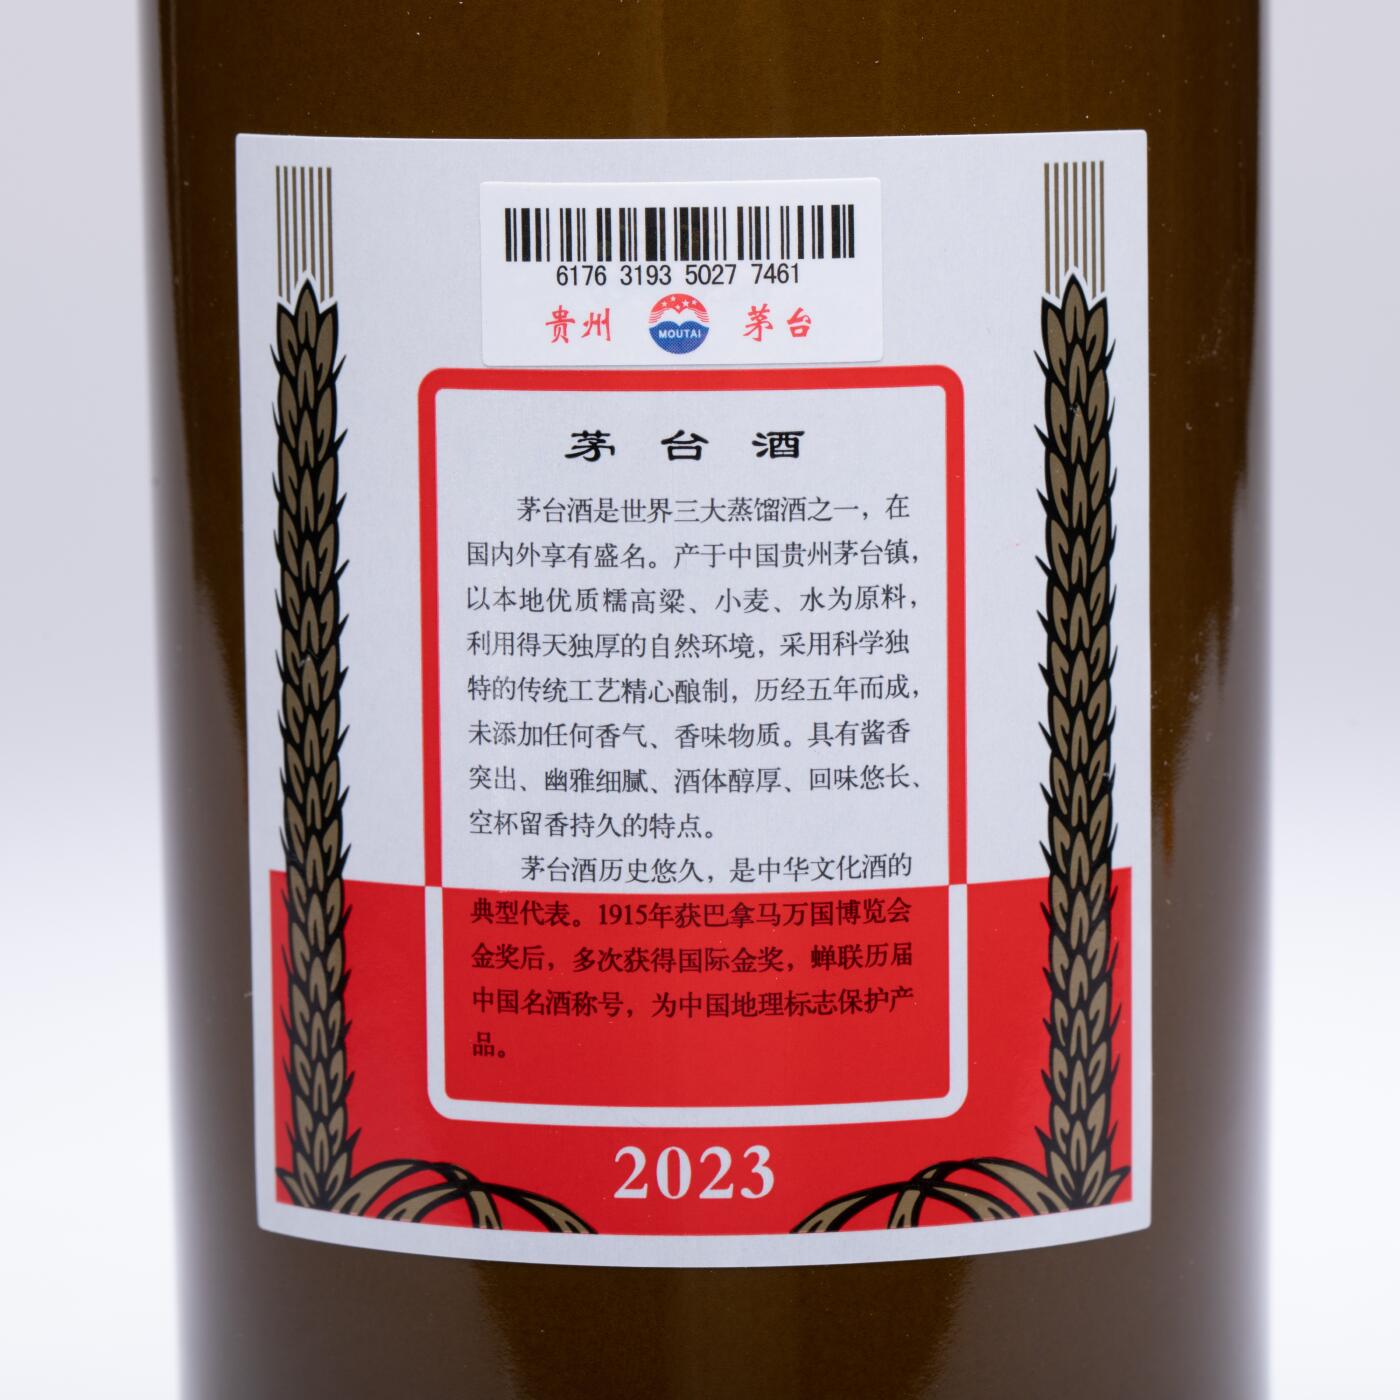 6176 3193 5027 7461
贵州 MOUTAI 茅台
茅台酒
茅台酒是世界三大蒸馏酒之一，在
国内外享有盛名。产于中国贵州茅台镇，
以本地优质糯高粱、小麦、水为原料，
利用得天独厚的自然环境，采用科学独
特的传统工艺精心酿制，历经五年而成，
未添加任何香气、香味物质。具有酱香
突出、幽雅细腻、酒体醇厚、回味悠长、
空杯留香持久的特点。
茅台酒历史悠久，是中华文化酒的
典型代表。1915年获巴拿马万国博览会
金奖后，多次获得国际金奖，蝉联历届
中国名酒称号，为中国地理标志保护产
品。
2023